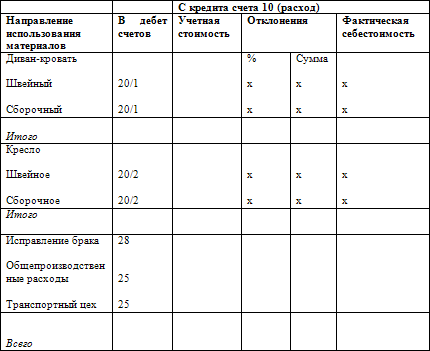 С кредита счета 10 (расход)
Направление использования материалов
В дебет счетов
Учетная стоимость
Отклонения
Фактическая себестоимость
Диван-кровать % Сумма
Швейный 20/1 х х х
Сборочный 20/1 х х х
Итого
Кресло
Швейное 20/2 х х х
Сборочное 20/2 х х х
Итого
Исправление брака 28
Общепроизводствен
ные расходы 25
Транспортный цех 25
Всего